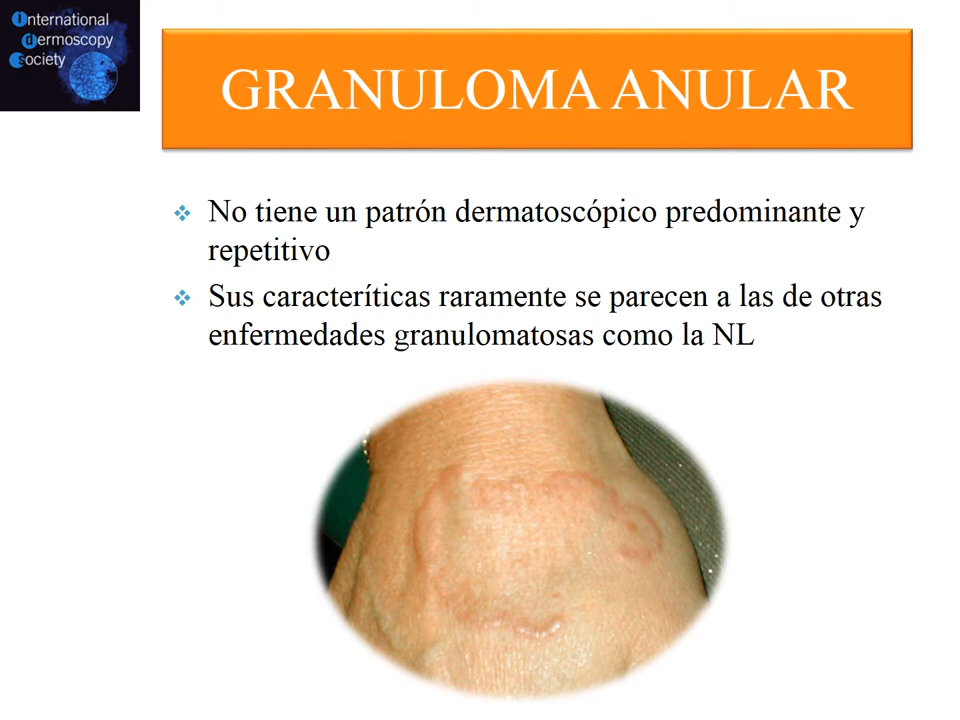 International
Dermoscopy
Society
GRANULOMA ANULAR
No tiene un patrón dermatoscópico predominante y
repetitivo
Sus caracteríticas raramente se parecen a las de otras
enfermedades granulomatosas como la NL